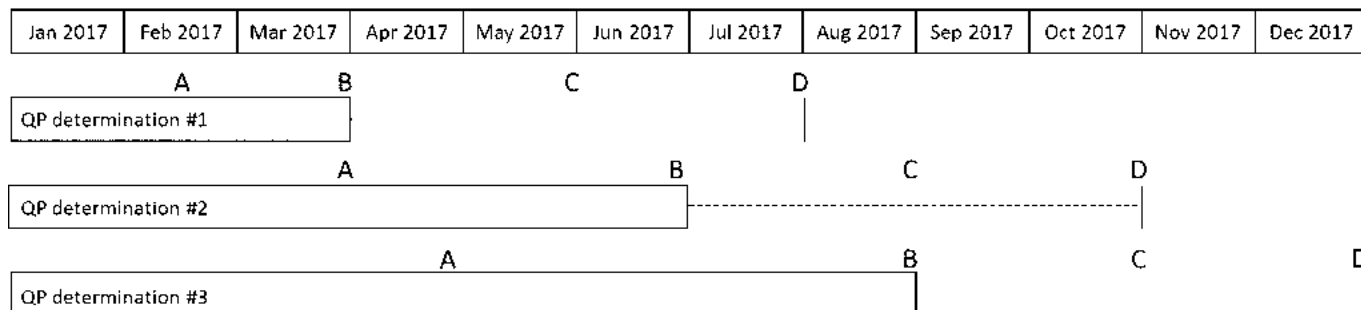 Jan 2017 Feb 2017 Mar 2017 Apr 2017 May 2017 Jun 2017 Jul 2017 Aug 2017 Sep 2017 Oct 2017 Nov 2017 Dec 2017
A B C D
QP determination #1
A B C D
QP determination #2
A B C D
QP determination #3